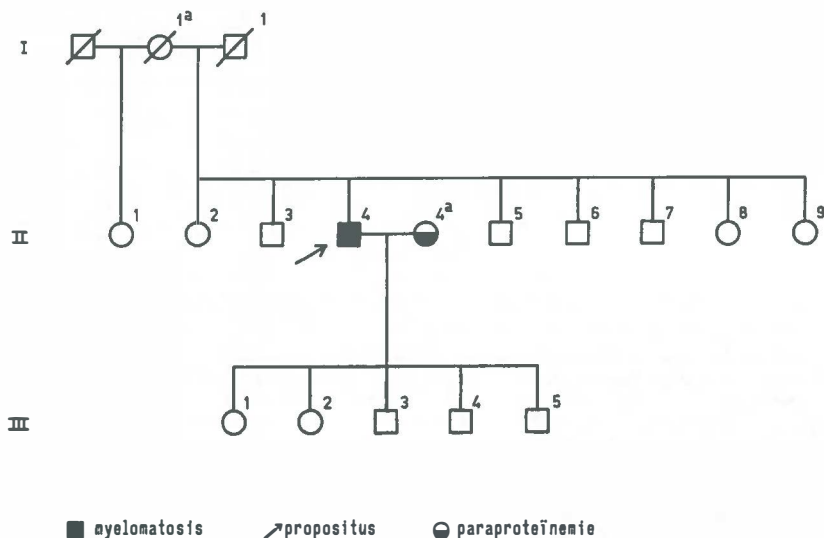 1a 1
I
1 2 3 4 4a 5 6 7 8 9
II
1 2 3 4 5
III
myelomatosis propositus paraproteïnemie